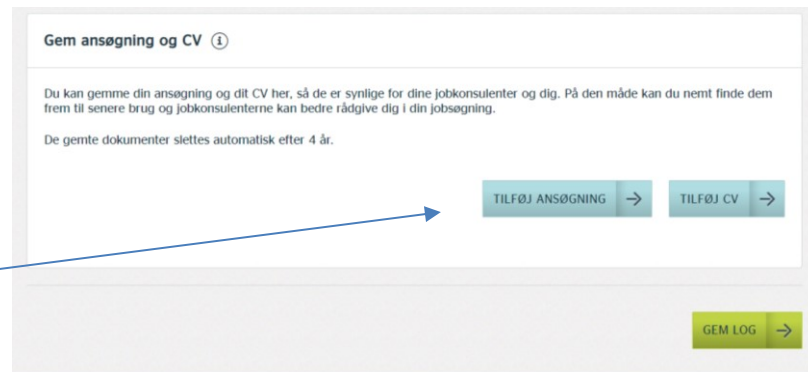 Gem ansøgning og CV i
Du kan gemme din ansøgning og dit CV her, så de er synlige for dine jobkonsulenter og dig. På den måde kan du nemt finde dem
frem til senere brug og jobkonsulenterne kan bedre rådgive dig i din jobsøgning.
De gemte dokumenter slettes automatisk efter 4 år.
TILFØJ ANSØGNING TILFØJ CV
GEM LOG